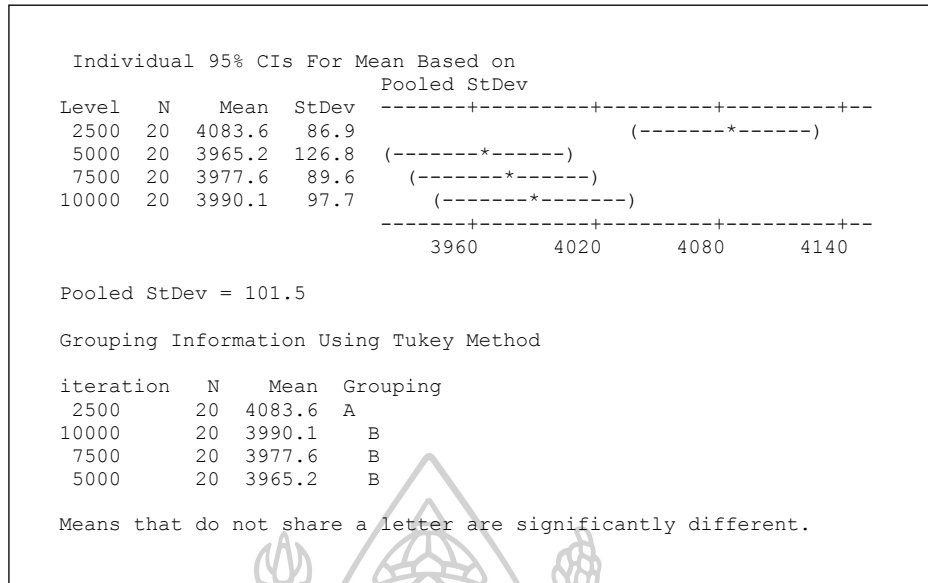 Individual 95% CIs For Mean Based on
                                Pooled StDev
Level    N    Mean  StDev  -------+---------+---------+---------+--
 2500   20  4083.6   86.9                      (-------*------)
 5000   20  3965.2  126.8  (-------*------)
 7500   20  3977.6   89.6    (-------*------)
10000   20  3990.1   97.7      (-------*-------)
                           -------+---------+---------+---------+--
                               3960      4020      4080      4140
Pooled StDev = 101.5
Grouping Information Using Tukey Method
iteration   N    Mean  Grouping
 2500      20  4083.6  A
10000      20  3990.1    B
 7500      20  3977.6    B
 5000      20  3965.2    B
Means that do not share a letter are significantly different.